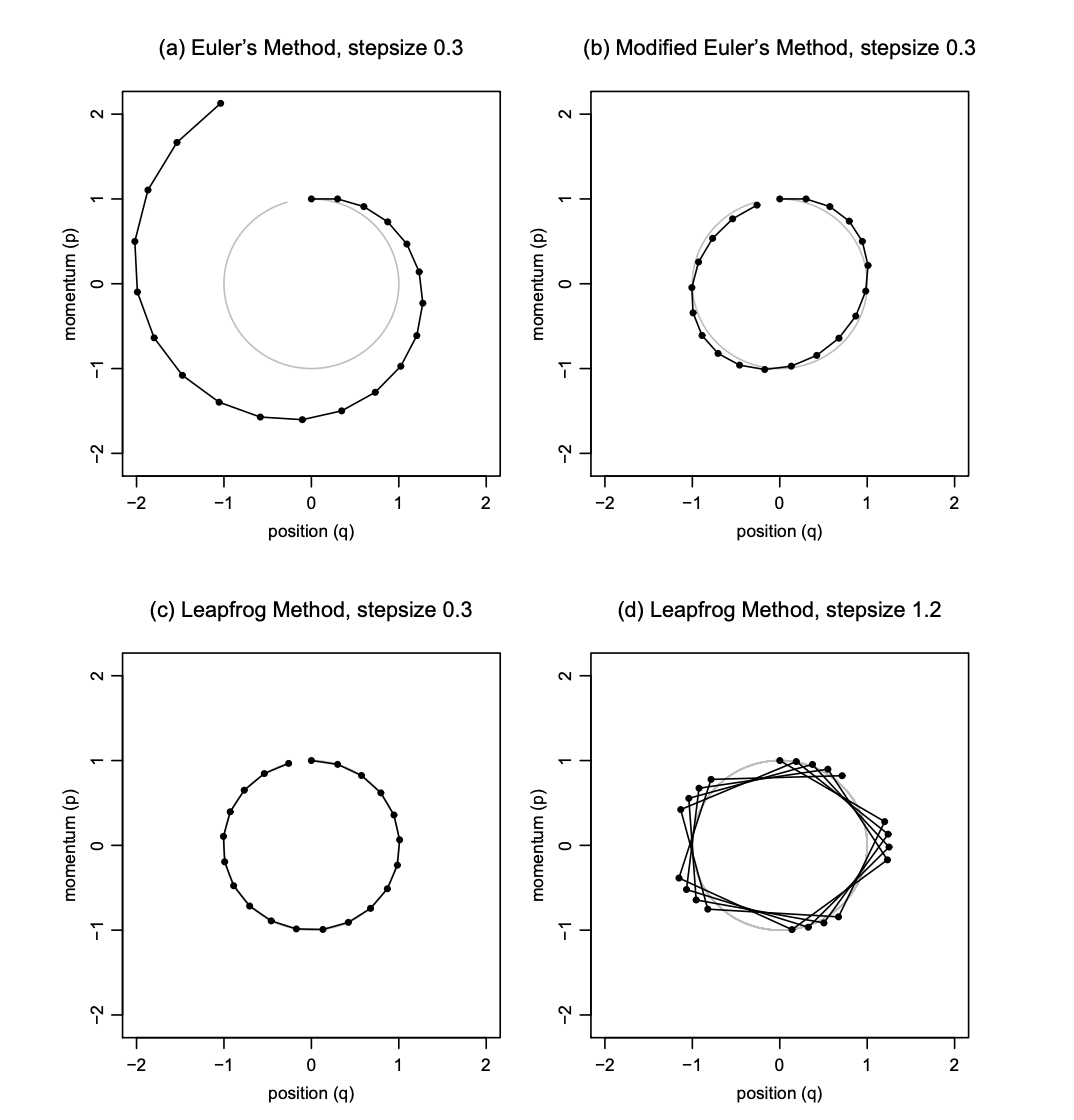 (a) Euler’s Method, stepsize 0.3
2
1
0
−1
−2
momentum (p)
−2 −1 0 1 2
position (q)
(b) Modified Euler’s Method, stepsize 0.3
2
1
0
−1
−2
momentum (p)
−2 −1 0 1 2
position (q)
(c) Leapfrog Method, stepsize 0.3
2
1
0
−1
−2
momentum (p)
−2 −1 0 1 2
position (q)
(d) Leapfrog Method, stepsize 1.2
2
1
0
−1
−2
momentum (p)
−2 −1 0 1 2
position (q)